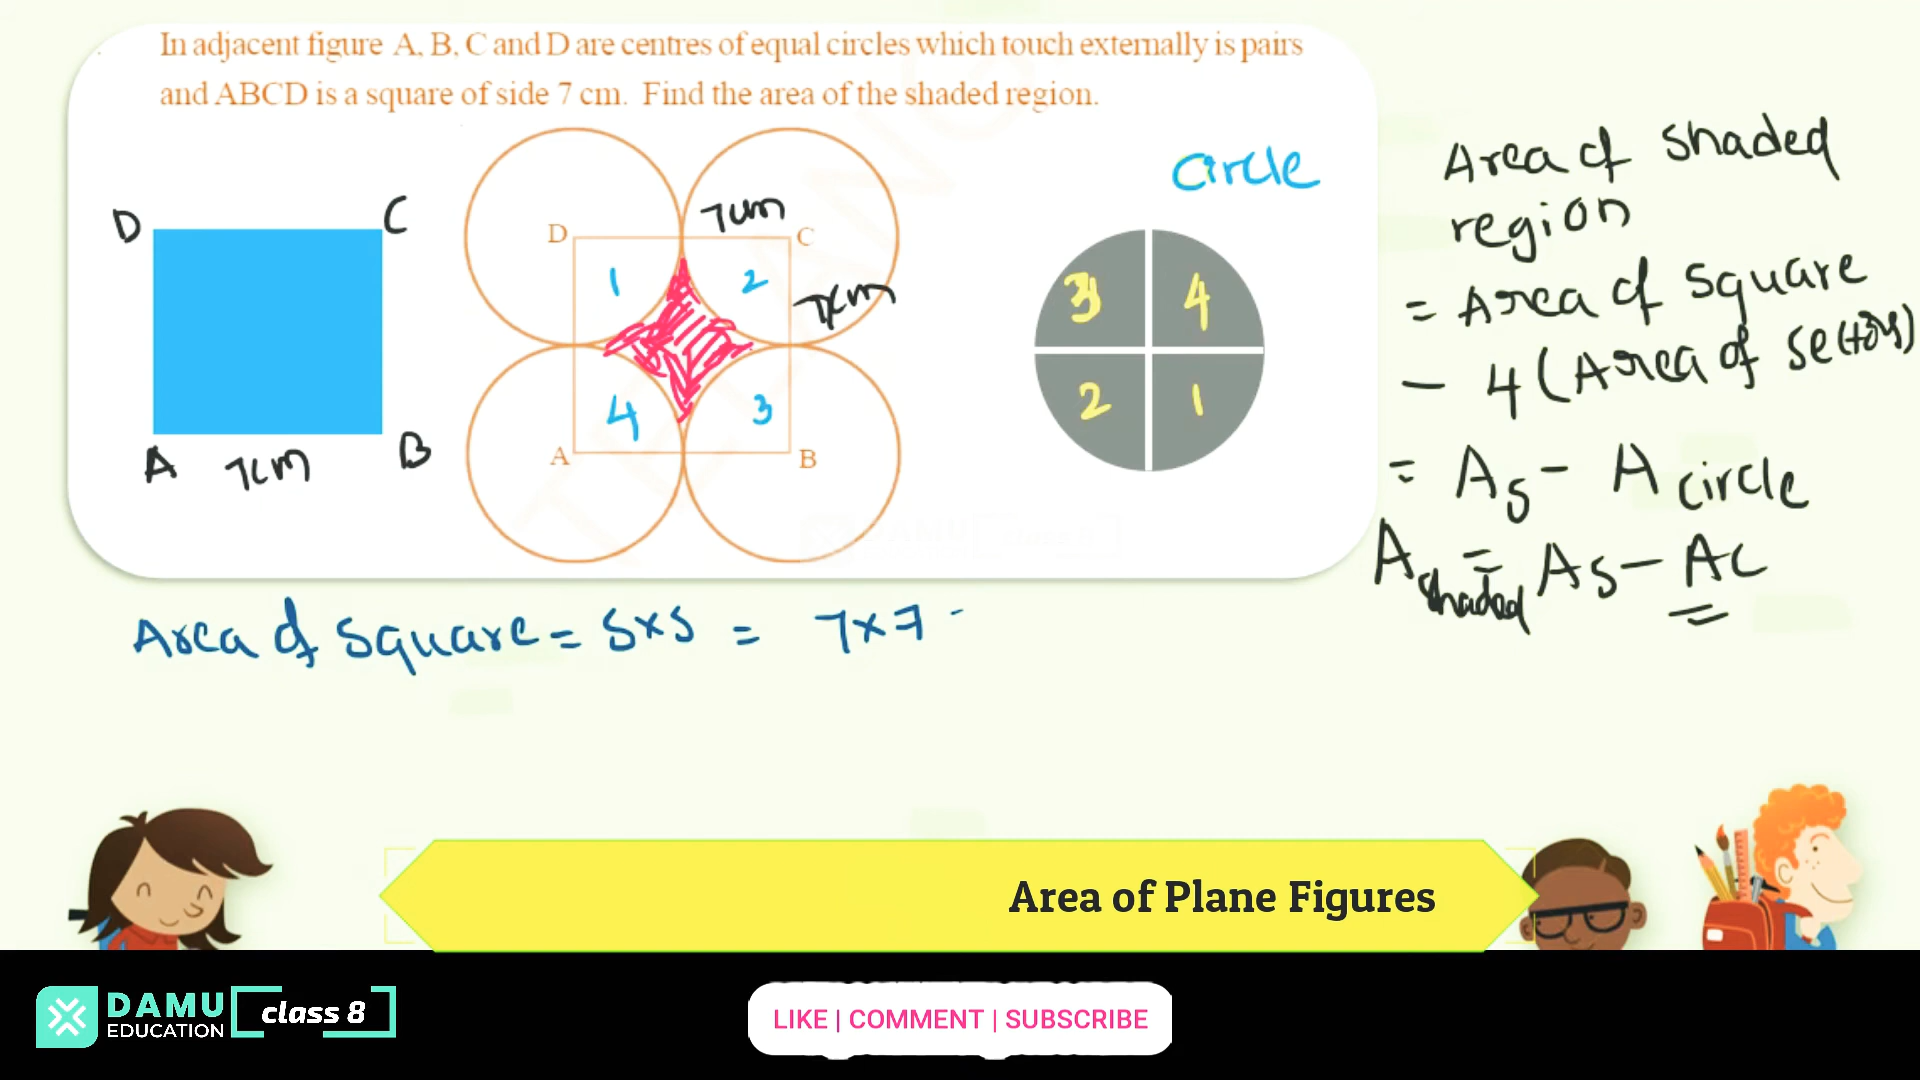 In adjacent figure A, B, C and D are centres of equal circles which touch externally is pairs
and ABCD is a square of side 7 cm. Find the area of the shaded region.
D
C
A
7cm
B
D
7cm
C
7cm
1
2
4
3
A
B
circle
3
4
2
1
Area of shaded
region
= Area of square
- 4 (Area of sectors)
= As - A circle
A shaded = As - Ac
Area of square = s x s = 7 x 7
Area of Plane Figures
DAMU
EDUCATION
class 8
LIKE | COMMENT | SUBSCRIBE